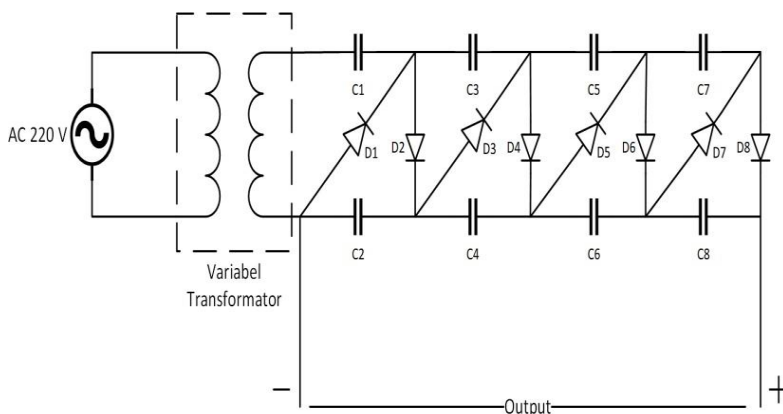 C1 C3 C5 C7
AC 220 V
D1 D2 D3 D4 D5 D6 D7 D8
C2 C4 C6 C8
Variabel
Transformator
- +
Output